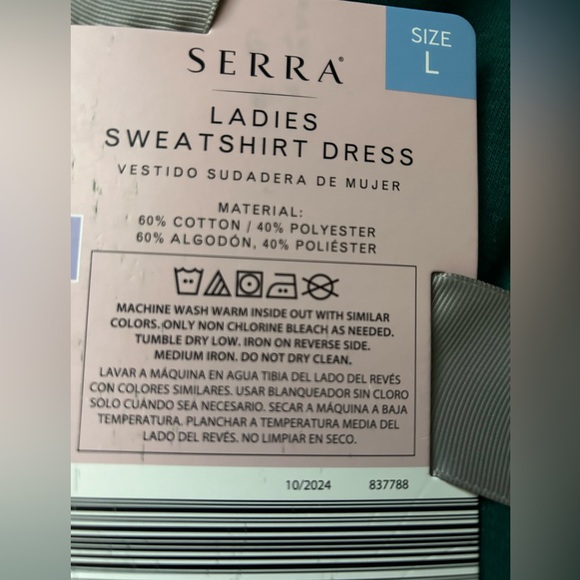 SERRA®
SIZE
L
LADIES
SWEATSHIRT DRESS
VESTIDO SUDADERA DE MUJER
MATERIAL:
60% COTTON / 40% POLYESTER
60% ALGODÓN, 40% POLIÉSTER
MACHINE WASH WARM INSIDE OUT WITH SIMILAR
COLORS. ONLY NON CHLORINE BLEACH AS NEEDED.
TUMBLE DRY LOW. IRON ON REVERSE SIDE.
MEDIUM IRON. DO NOT DRY CLEAN.
LAVAR A MÁQUINA EN AGUA TIBIA DEL LADO DEL REVÉS
CON COLORES SIMILARES. USAR BLANQUEADOR SIN CLORO
SOLO CUÁNDO SEA NECESARIO. SECAR A MÁQUINA A BAJA
TEMPERATURA. PLANCHAR A TEMPERATURA MEDIA DEL
LADO DEL REVÉS. NO LIMPIAR EN SECO.
10/2024 837788